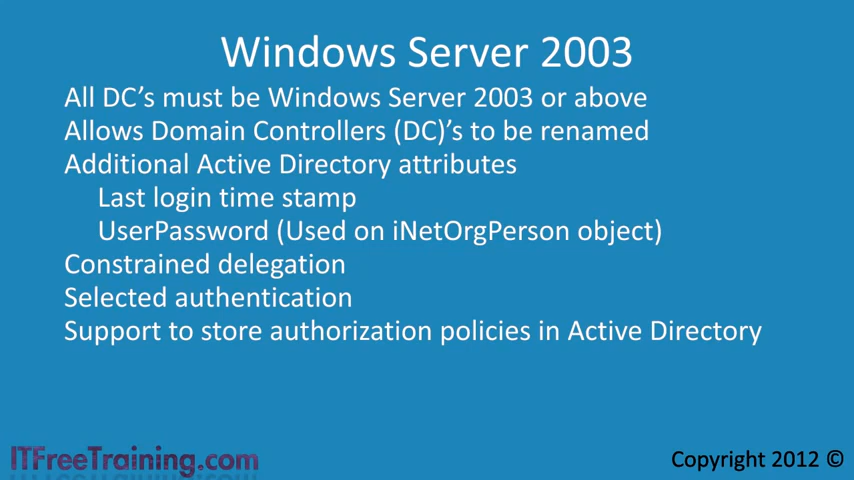 Windows Server 2003
All DC's must be Windows Server 2003 or above
Allows Domain Controllers (DC)'s to be renamed
Additional Active Directory attributes
Last login time stamp
UserPassword (Used on iNetOrgPerson object)
Constrained delegation
Selected authentication
Support to store authorization policies in Active Directory
ITFreeTraining.com
Copyright 2012 ©